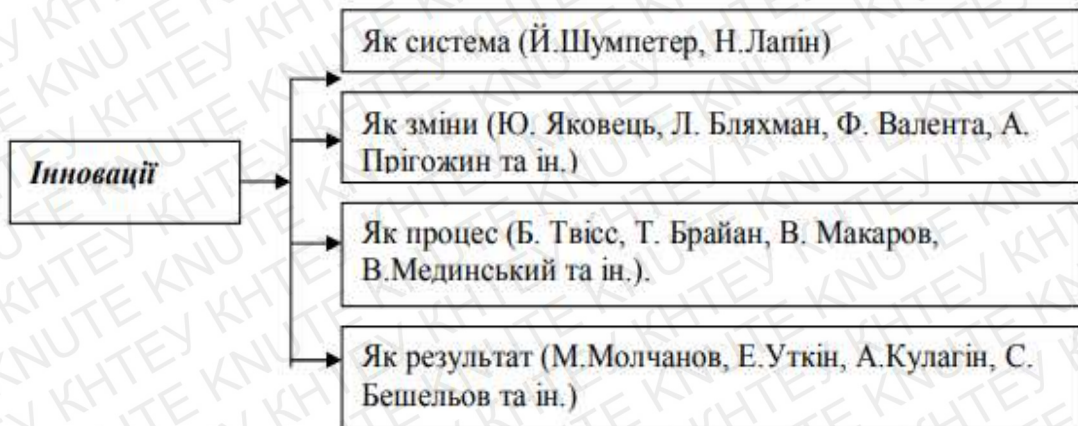 Як система (Й.Шумпетер, Н.Лапін)
Як зміни (Ю. Яковець, Л. Бляхман, Ф. Валента, А.
Прігожин та ін.)
Інновації
Як процес (Б. Твісс, Т. Брайан, В. Макаров,
В.Мединський та ін.).
Як результат (М.Молчанов, Е.Уткін, А.Кулагін, С.
Бешельов та ін.)